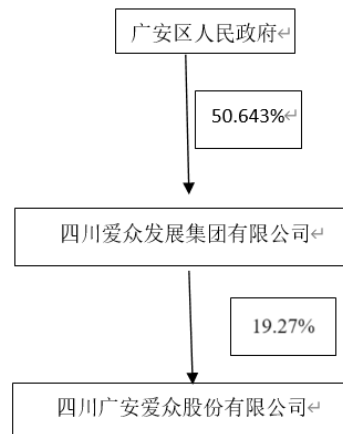 广安区人民政府
50.643%
四川爱众发展集团有限公司
19.27%
四川广安爱众股份有限公司